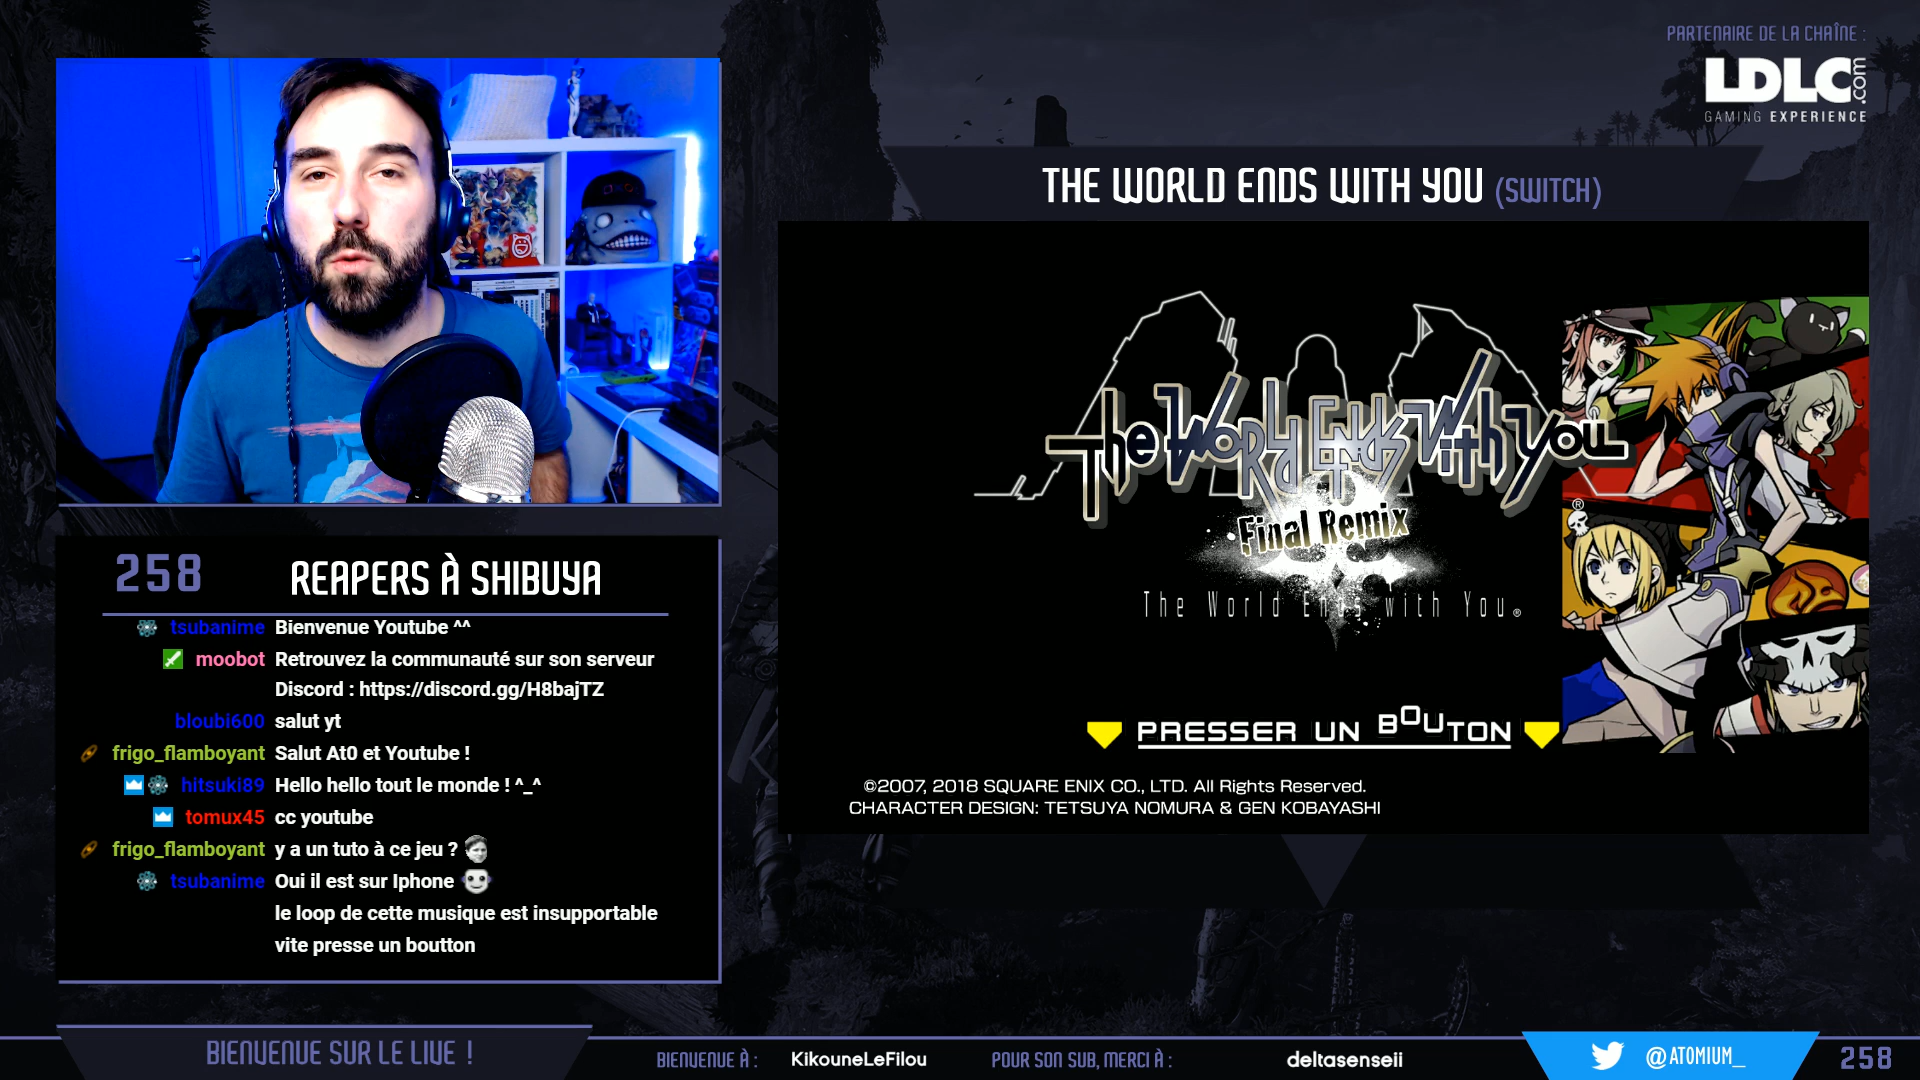 PARTENAIRE DE LA CHAÎNE :
LDLC.com
GAMING EXPERIENCE
THE WORLD ENDS WITH YOU (SWITCH)
The World Ends With You
®
Final Remix
The World Ends with You®
PRESSER UN BOUTON
©2007, 2018 SQUARE ENIX CO., LTD. All Rights Reserved.
CHARACTER DESIGN: TETSUYA NOMURA & GEN KOBAYASHI
258 REAPERS À SHIBUYA
tsubanime Bienvenue Youtube ^^
moobot Retrouvez la communauté sur son serveur
Discord : https://discord.gg/H8bajTZ
bloubi600 salut yt
frigo_flamboyant Salut At0 et Youtube !
hitsuki89 Hello hello tout le monde ! ^_^
tomux45 cc youtube
frigo_flamboyant y a un tuto à ce jeu ?
tsubanime Oui il est sur Iphone
le loop de cette musique est insupportable
vite presse un boutton
BIENVENUE SUR LE LIVE !
BIENVENUE À : KikouneLeFilou
POUR SON SUB, MERCI À : deltasenseii
@ATOMIUM_
258